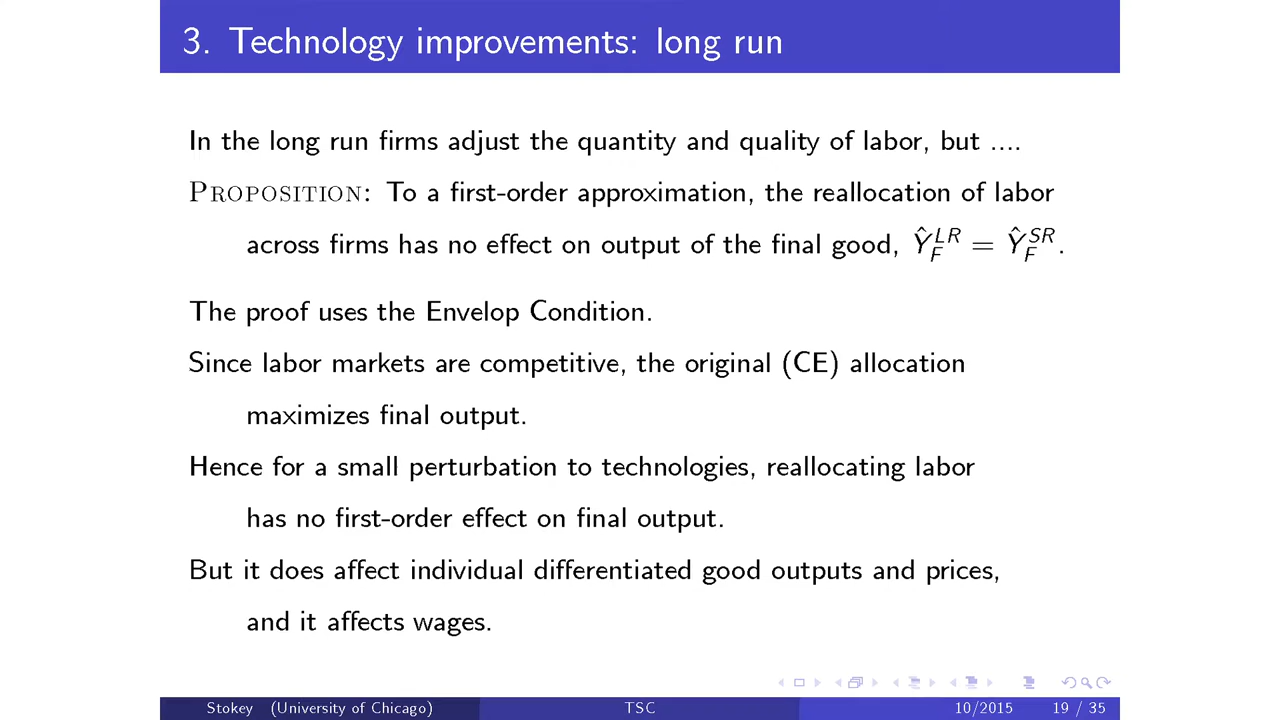 3. Technology improvements: long run
In the long run firms adjust the quantity and quality of labor, but ....
Proposition: To a first-order approximation, the reallocation of labor
across firms has no effect on output of the final good, Ŷ_F^{LR} = Ŷ_F^{SR}.
The proof uses the Envelop Condition.
Since labor markets are competitive, the original (CE) allocation
maximizes final output.
Hence for a small perturbation to technologies, reallocating labor
has no first-order effect on final output.
But it does affect individual differentiated good outputs and prices,
and it affects wages.
Stokey (University of Chicago) TSC 10/2015 19 / 35